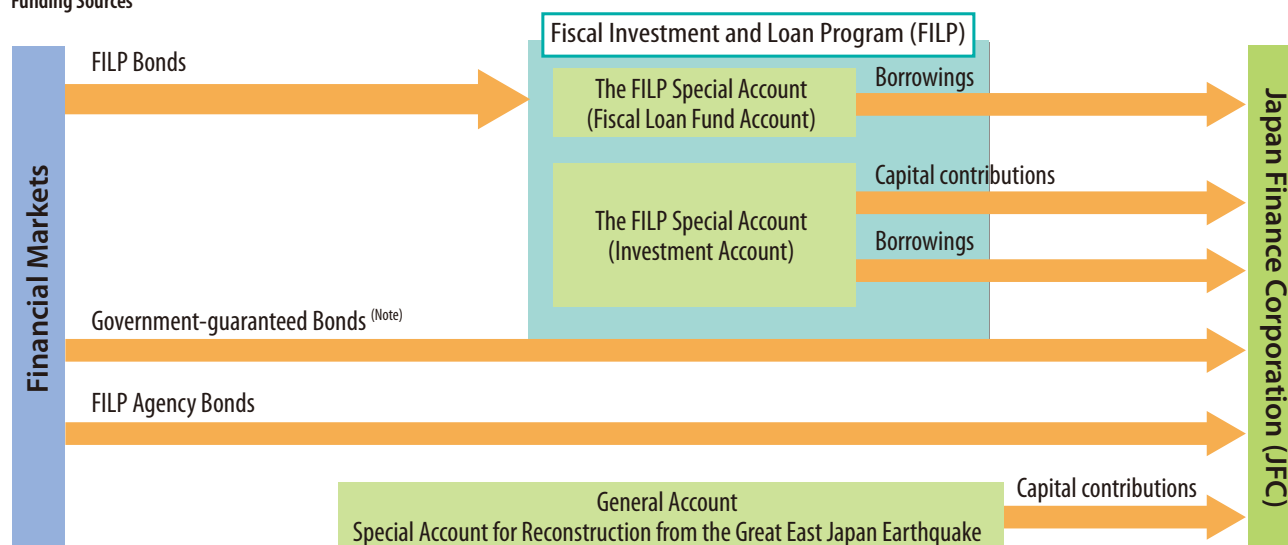 Funding Sources
Fiscal Investment and Loan Program (FILP)
FILP Bonds
The FILP Special Account
(Fiscal Loan Fund Account)
Borrowings
Capital contributions
The FILP Special Account
(Investment Account)
Borrowings
Financial Markets
Japan Finance Corporation (JFC)
Government-guaranteed Bonds (Note)
FILP Agency Bonds
General Account
Special Account for Reconstruction from the Great East Japan Earthquake
Capital contributions